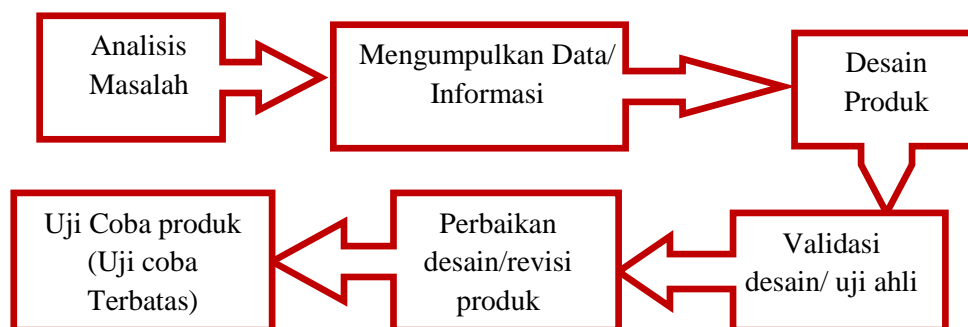 Analisis
Masalah
Mengumpulkan Data/
Informasi
Desain
Produk
Validasi
desain/ uji ahli
Perbaikan
desain/revisi
produk
Uji Coba produk
(Uji coba
Terbatas)